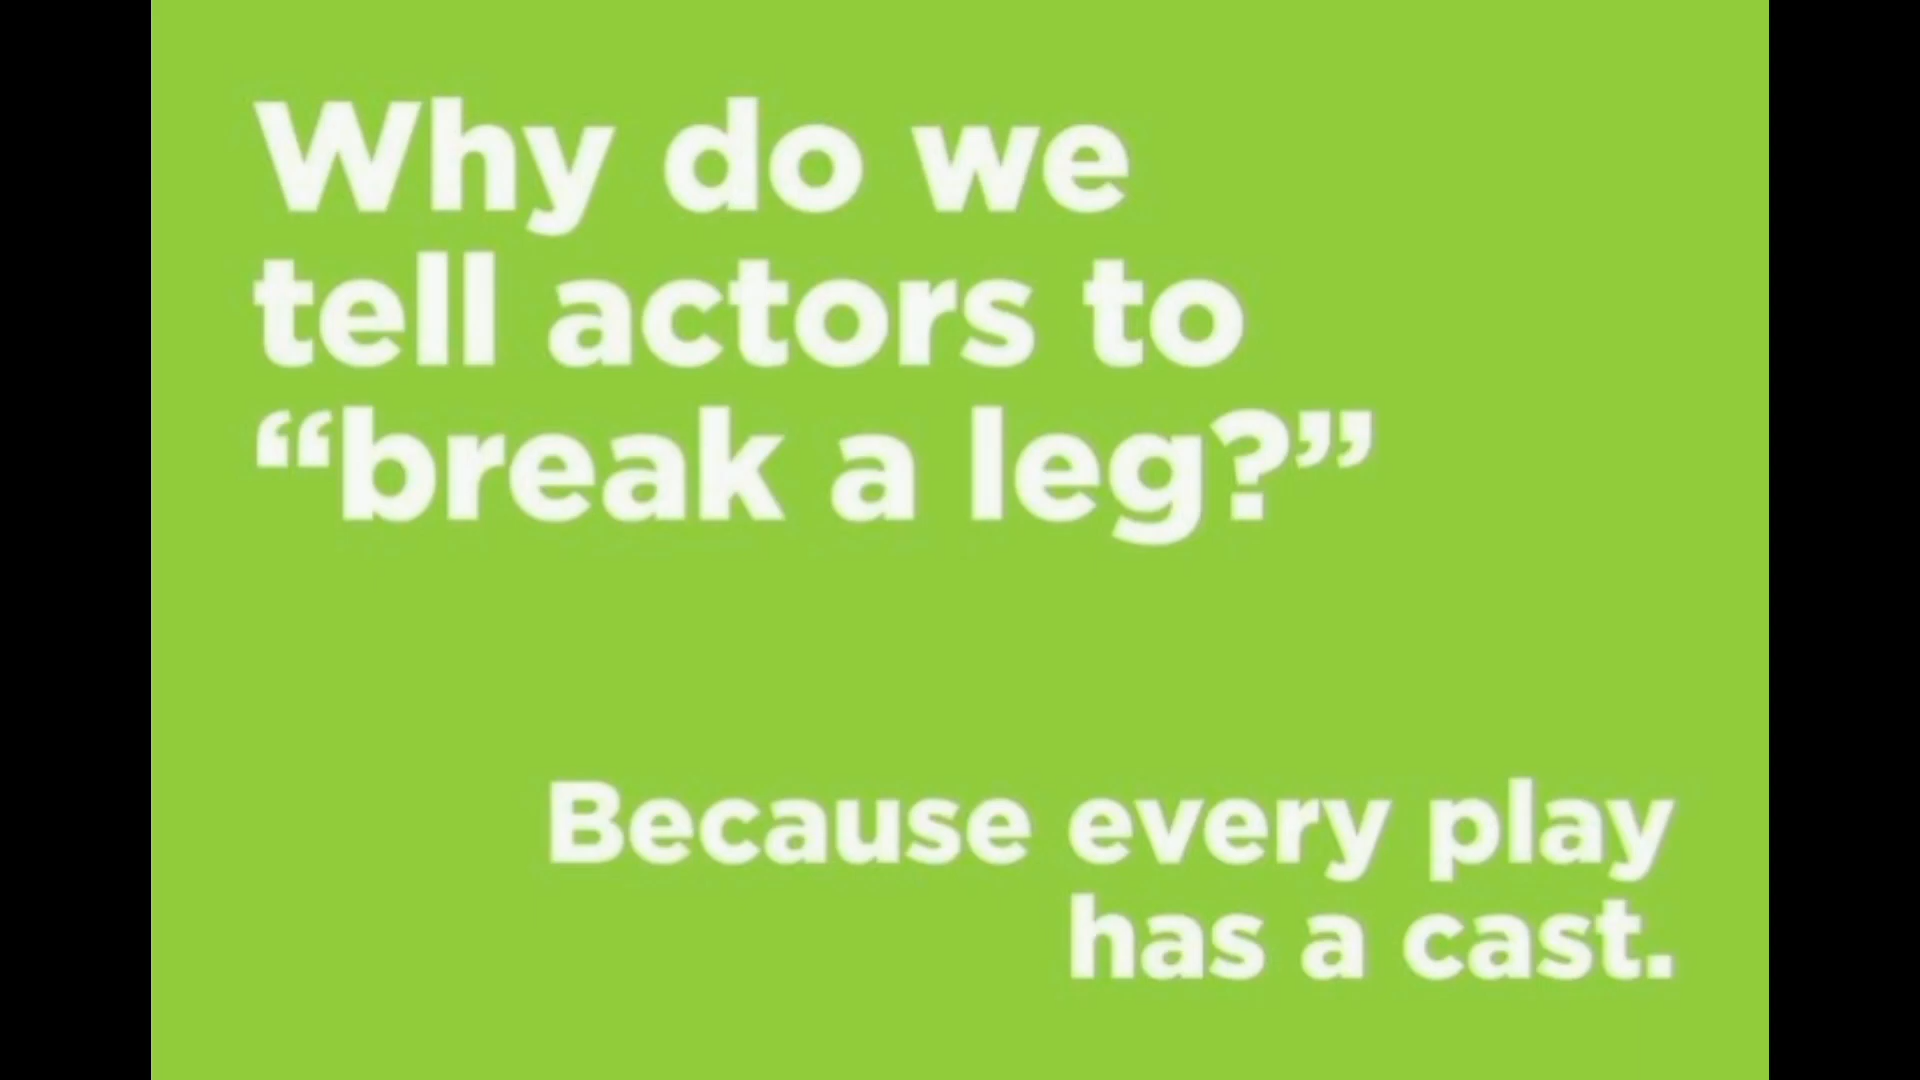 Why do we
tell actors to
“break a leg?”
Because every play
has a cast.